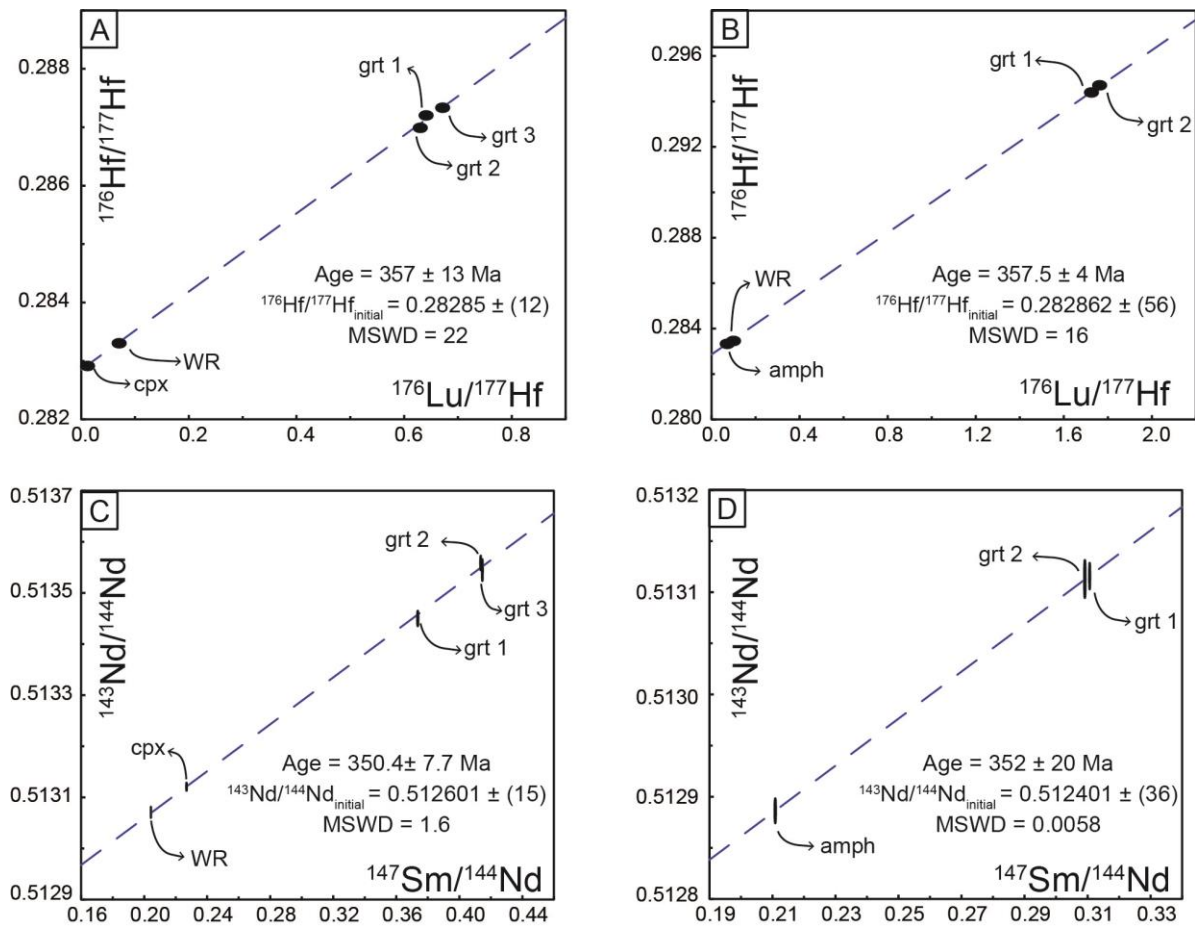 A
0.288
0.286
0.284
0.282
176Hf/177Hf
grt 1
grt 3
grt 2
WR
cpx
Age = 357 ± 13 Ma
176Hf/177Hfinitial = 0.28285 ± (12)
MSWD = 22
176Lu/177Hf
0.0 0.2 0.4 0.6 0.8
B
0.296
0.292
0.288
0.284
0.280
176Hf/177Hf
grt 1
grt 2
WR
amph
Age = 357.5 ± 4 Ma
176Hf/177Hfinitial = 0.282862 ± (56)
MSWD = 16
176Lu/177Hf
0.0 0.4 0.8 1.2 1.6 2.0
C
0.5137
0.5135
0.5133
0.5131
0.5129
143Nd/144Nd
grt 2
grt 3
grt 1
cpx
WR
Age = 350.4± 7.7 Ma
143Nd/144Ndinitial = 0.512601 ± (15)
MSWD = 1.6
147Sm/144Nd
0.16 0.20 0.24 0.28 0.32 0.36 0.40 0.44
D
0.5132
0.5131
0.5130
0.5129
0.5128
143Nd/144Nd
grt 2
grt 1
amph
Age = 352 ± 20 Ma
143Nd/144Ndinitial = 0.512401 ± (36)
MSWD = 0.0058
147Sm/144Nd
0.19 0.21 0.23 0.25 0.27 0.29 0.31 0.33